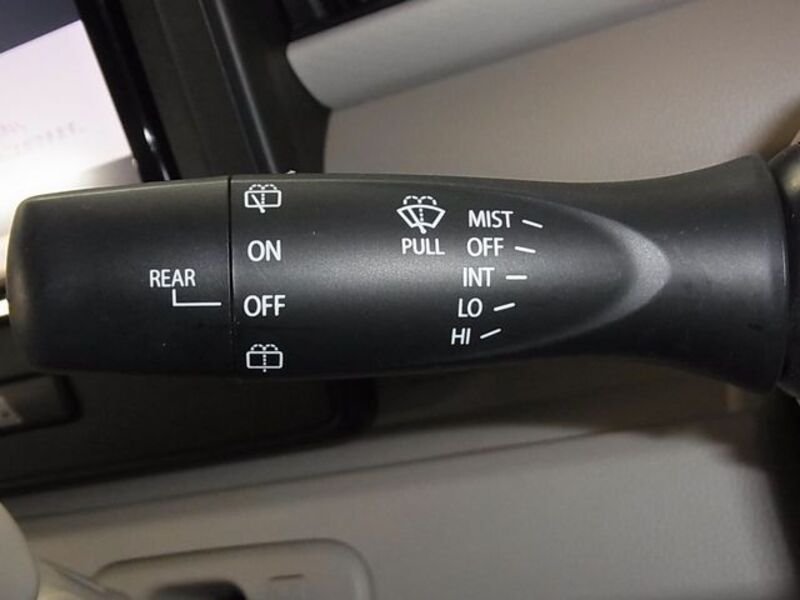 REAR
ON
OFF
PULL
MIST
OFF
INT
LO
HI